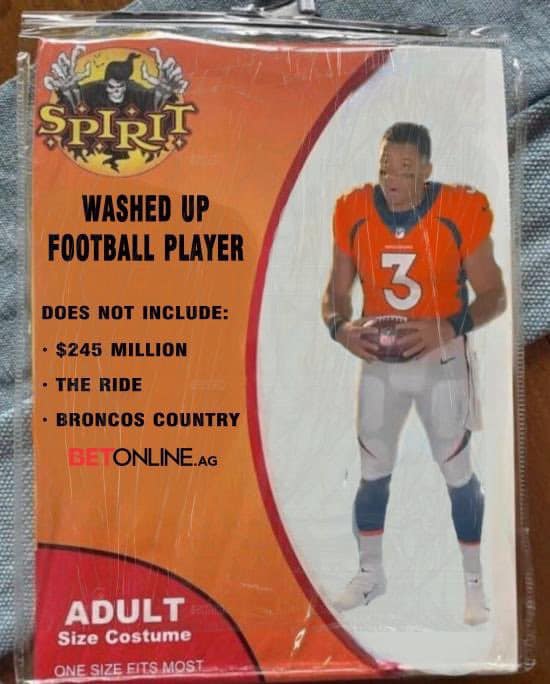 SPIRIT
WASHED UP
FOOTBALL PLAYER
DOES NOT INCLUDE:
• $245 MILLION
• THE RIDE
• BRONCOS COUNTRY
BETONLINE.AG
3
3
ADULT
Size Costume
ONE SIZE FITS MOST